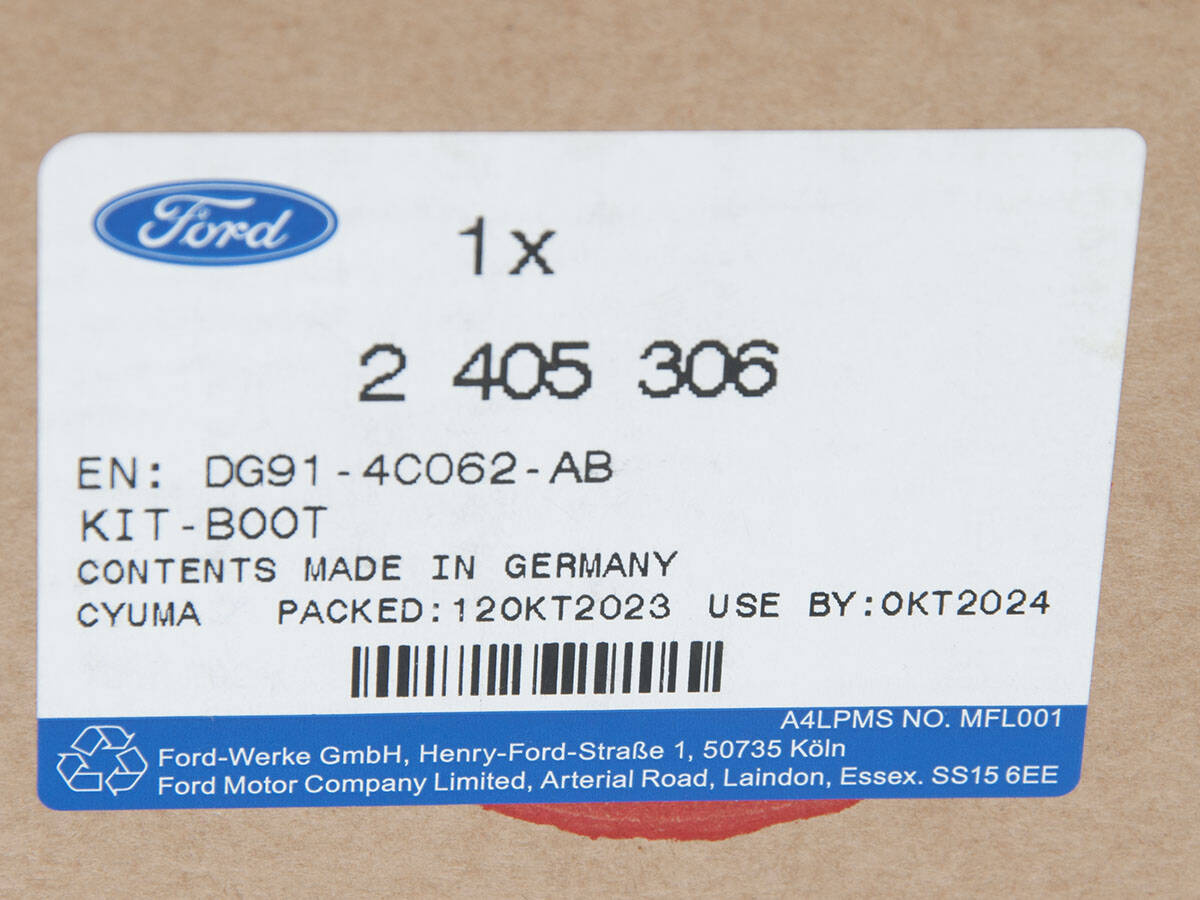 Ford
1x
2 405 306
EN: DG91-4C062-AB
KIT-BOOT
CONTENTS MADE IN GERMANY
CYUMA PACKED:12OKT2023 USE BY:OKT2024
A4LPMS NO. MFL001
Ford-Werke GmbH, Henry-Ford-Straße 1, 50735 Köln
Ford Motor Company Limited, Arterial Road, Laindon, Essex. SS15 6EE